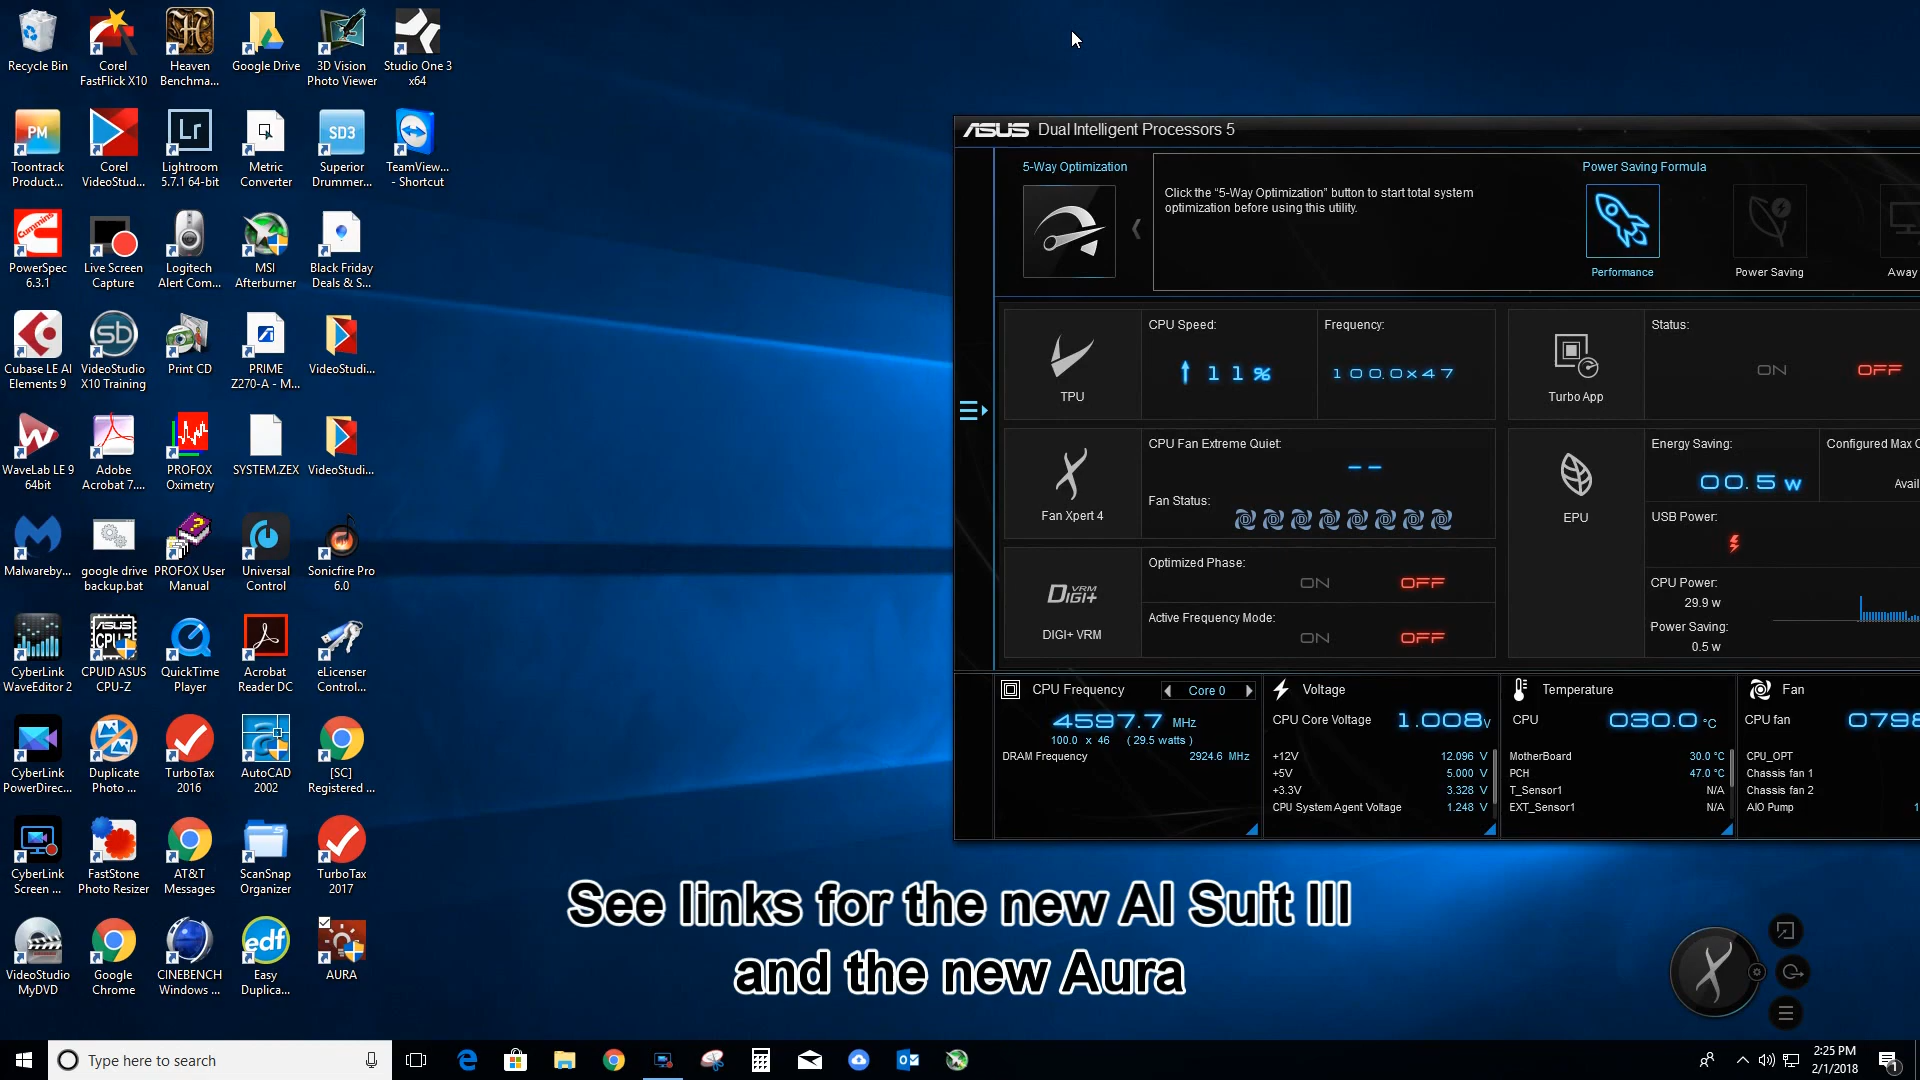 Recycle Bin
Corel
FastFlick X10
Heaven
Benchma...
Google Drive
3D Vision
Photo Viewer
Studio One 3
x64
PM
Toontrack
Product...
Corel
VideoStud...
Lr
Lightroom
5.7.1 64-bit
Metric
Converter
SD3
Superior
Drummer...
TeamView...
- Shortcut
Cummins
PowerSpec
6.3.1
Live Screen
Capture
Logitech
Alert Com...
MSI
Afterburner
Black Friday
Deals & S...
Cubase LE AI
Elements 9
sb
VideoStudio
X10 Training
Print CD
PRIME
Z270-A - M...
VideoStudi...
WaveLab LE 9
64bit
Adobe
Acrobat 7....
PROFOX
Oximetry
SYSTEM.ZEX
VideoStudi...
Malwareby...
google drive
backup.bat
PROFOX User
Manual
Universal
Control
Sonicfire Pro
6.0
CyberLink
WaveEditor 2
ASUS
CPU-Z
CPUID ASUS
CPU-Z
QuickTime
Player
Acrobat
Reader DC
eLicenser
Control...
CyberLink
PowerDirec...
Duplicate
Photo ...
TurboTax
2016
AutoCAD
2002
[SC]
Registered ...
CyberLink
Screen ...
FastStone
Photo Resizer
AT&T
Messages
ScanSnap
Organizer
TurboTax
2017
VideoStudio
MyDVD
Google
Chrome
CINEBENCH
Windows ...
edf
Easy
Duplica...
AURA
ASUS Dual Intelligent Processors 5
5-Way Optimization
Click the “5-Way Optimization” button to start total system
optimization before using this utility.
Power Saving Formula
Performance
Power Saving
Away
TPU
CPU Speed:
11%
Frequency:
100.0x47
Turbo App
Status:
ON
OFF
Fan Xpert 4
CPU Fan Extreme Quiet:
--
Fan Status:
EPU
Energy Saving:
00.5 w
Configured Max C
Avail
USB Power:
CPU Power:
29.9 w
Power Saving:
0.5 w
DIGI+ VRM
DIGI+ VRM
Optimized Phase:
ON
OFF
Active Frequency Mode:
ON
OFF
CPU Frequency
Core 0
4597.7 MHz
100.0 x 46 ( 29.5 watts )
DRAM Frequency 2924.6 MHz
Voltage
CPU Core Voltage 1.008 V
+12V 12.096 V
+5V 5.000 V
+3.3V 3.328 V
CPU System Agent Voltage 1.248 V
Temperature
CPU 030.0 °C
MotherBoard 30.0 °C
PCH 47.0 °C
T_Sensor1 N/A
EXT_Sensor1 N/A
Fan
CPU fan 0798
CPU_OPT
Chassis fan 1
Chassis fan 2
AIO Pump 1
See links for the new AI Suit III
and the new Aura
Type here to search
2:25 PM
2/1/2018
1